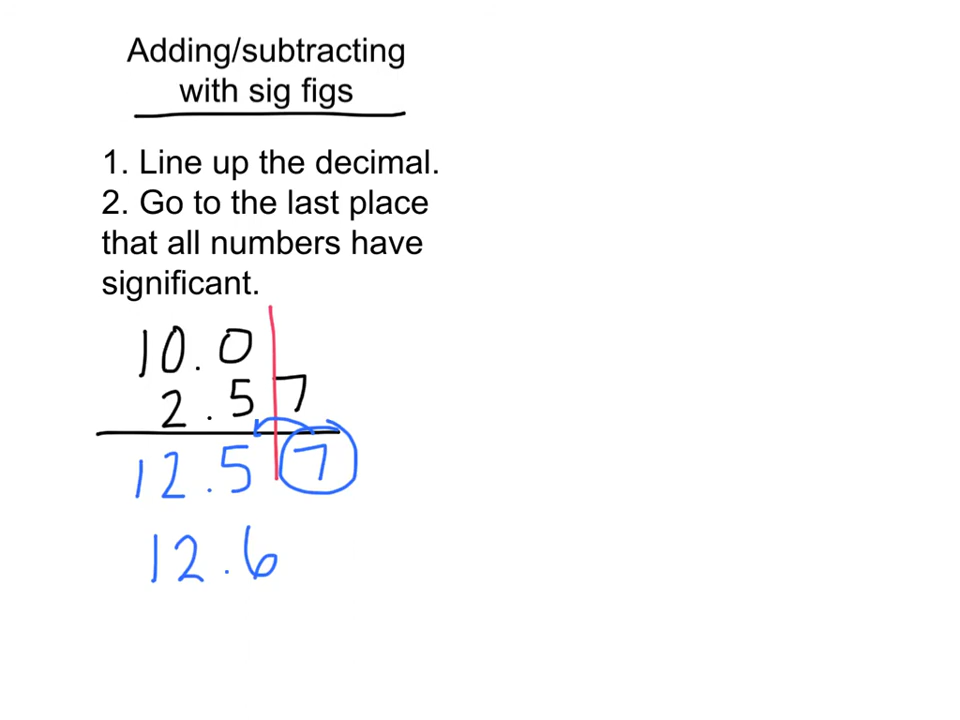 Adding/subtracting
with sig figs
1. Line up the decimal.
2. Go to the last place
that all numbers have
significant.
10.0
2.57
12.57
12.6